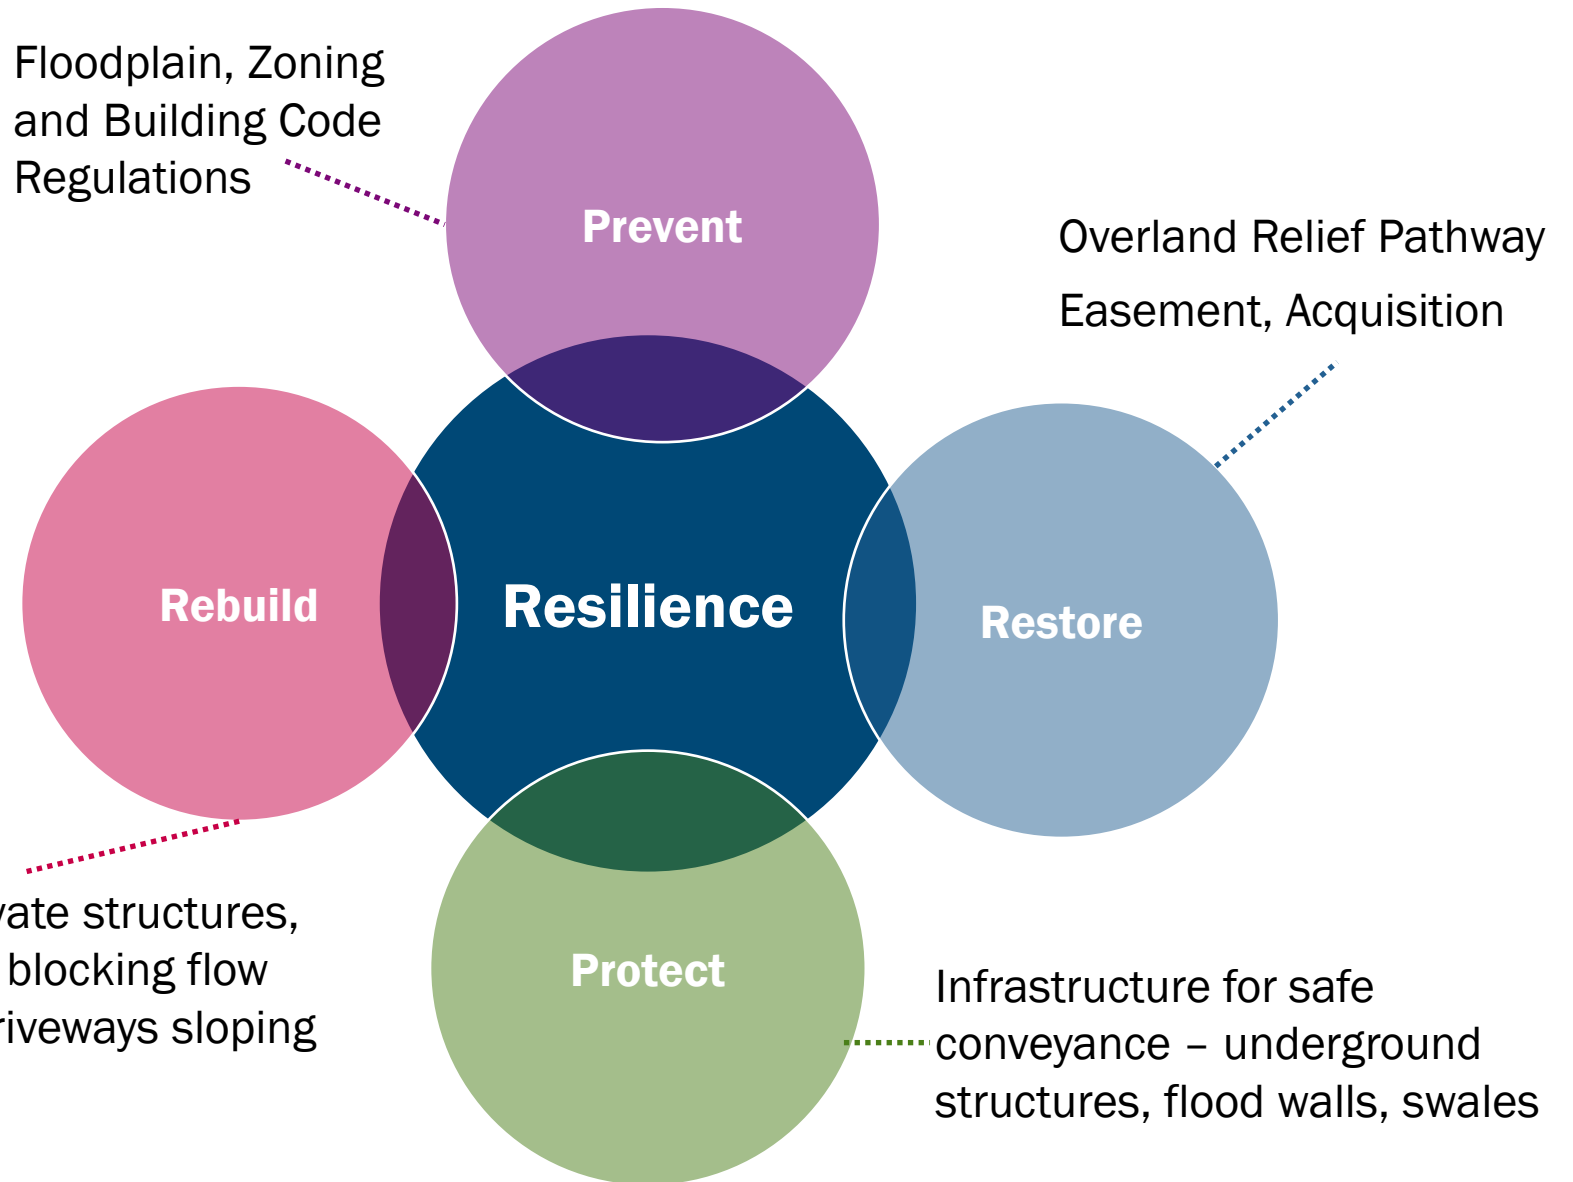 Floodplain, Zoning
and Building Code
Regulations
Prevent
Overland Relief Pathway
Easement, Acquisition
Rebuild
Resilience
Restore
structures,
blocking flow
sloping
Protect
Infrastructure for safe
conveyance – underground
structures, flood walls, swales